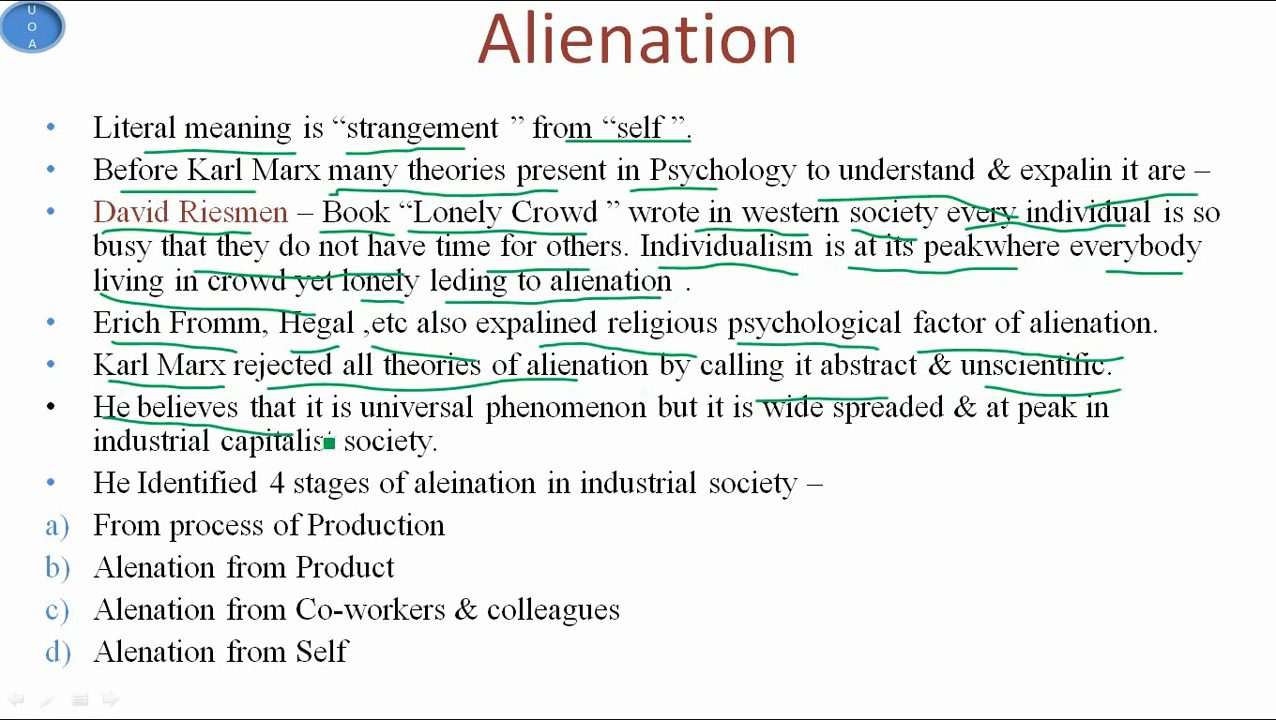 U
O
A
Alienation
• Literal meaning is “strangement ” from “self ”.
• Before Karl Marx many theories present in Psychology to understand & expalin it are –
• David Riesmen – Book “Lonely Crowd ” wrote in western society every individual is so
busy that they do not have time for others. Individualism is at its peakwhere everybody
living in crowd yet lonely leding to alienation .
• Erich Fromm, Hegal ,etc also expalined religious psychological factor of alienation.
• Karl Marx rejected all theories of alienation by calling it abstract & unscientific.
• He believes that it is universal phenomenon but it is wide spreaded & at peak in
industrial capitalist society.
• He Identified 4 stages of aleination in industrial society –
a) From process of Production
b) Alenation from Product
c) Alenation from Co-workers & colleagues
d) Alenation from Self